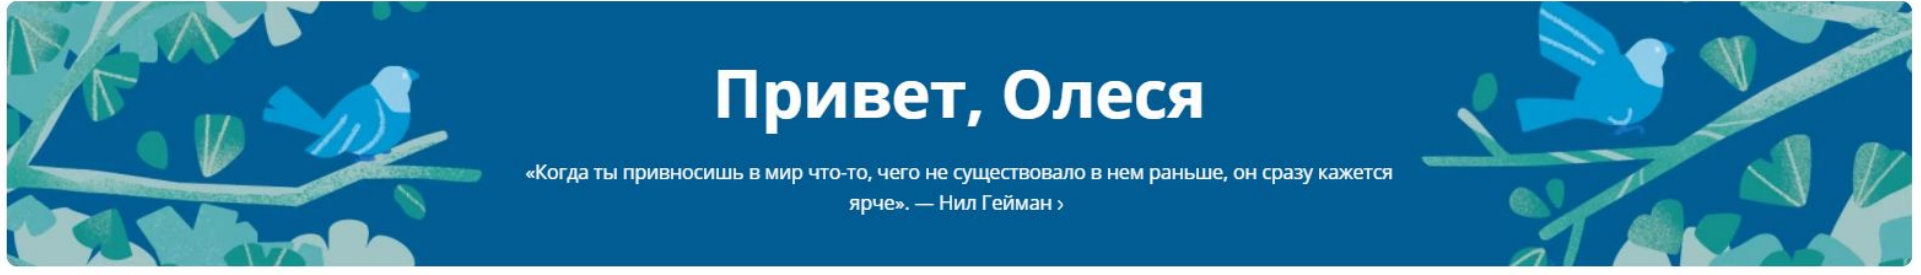 Привет, Олеся
«Когда ты привносишь в мир что-то, чего не существовало в нем раньше, он сразу кажется
ярче». — Нил Гейман ›